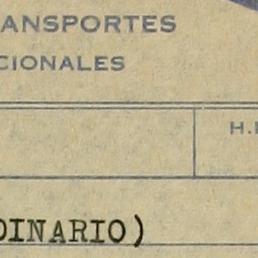 ANSPORTES
CIONALES
H.
DINARIO)